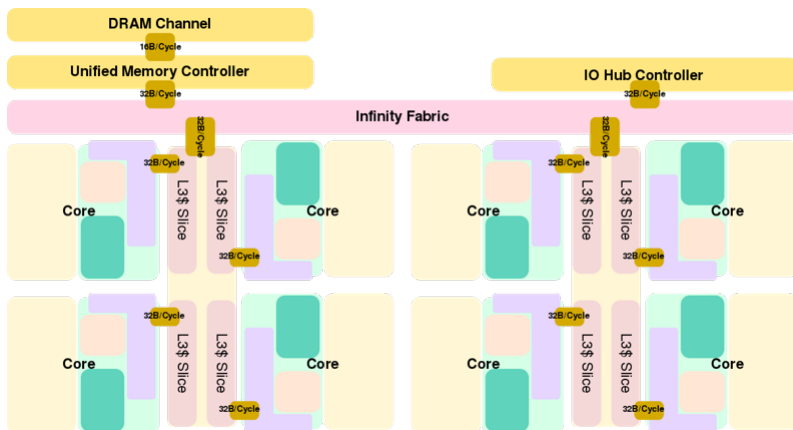 DRAM Channel
16B/Cycle
Unified Memory Controller
IO Hub Controller
32B/Cycle
32B/Cycle
Infinity Fabric
32B/Cycle
32B/Cycle
32B/Cycle
32B/Cycle
L3$ Slice
L3$ Slice
L3$ Slice
L3$ Slice
Core
Core
Core
Core
32B/Cycle
32B/Cycle
32B/Cycle
32B/Cycle
L3$ Slice
L3$ Slice
L3$ Slice
L3$ Slice
Core
Core
Core
Core
32B/Cycle
32B/Cycle